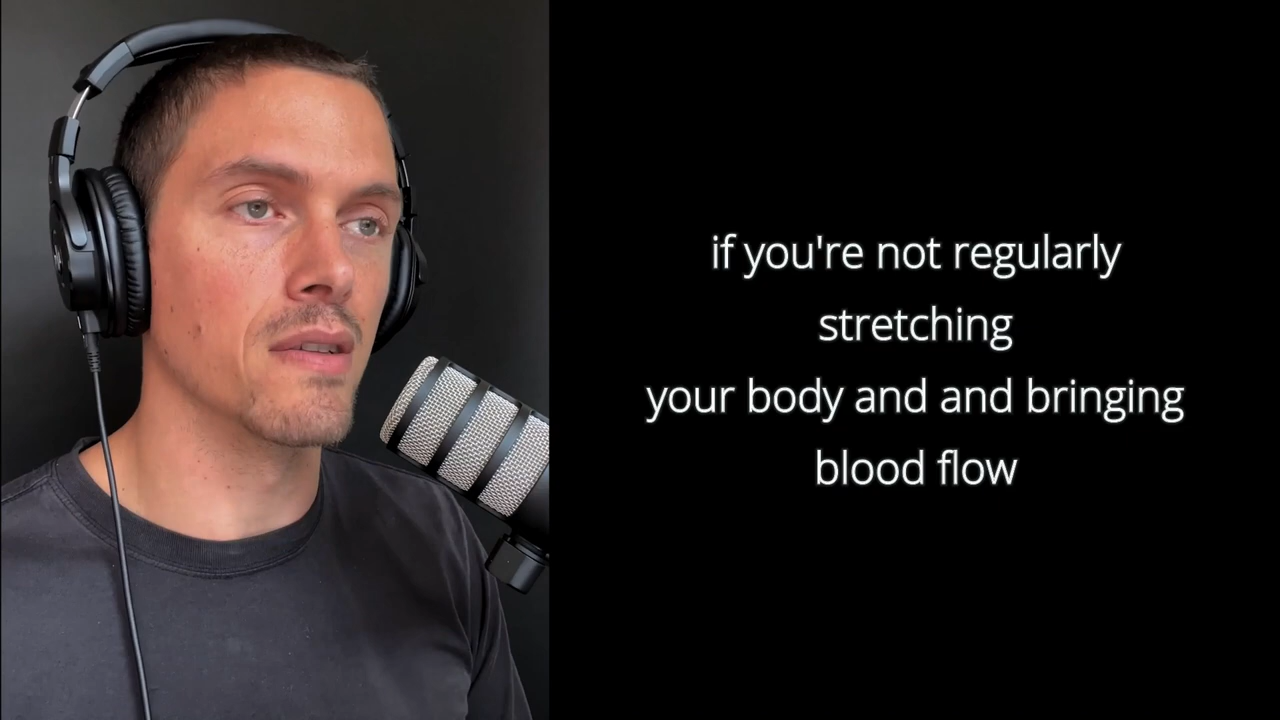 if you're not regularly
stretching
your body and and bringing
blood flow